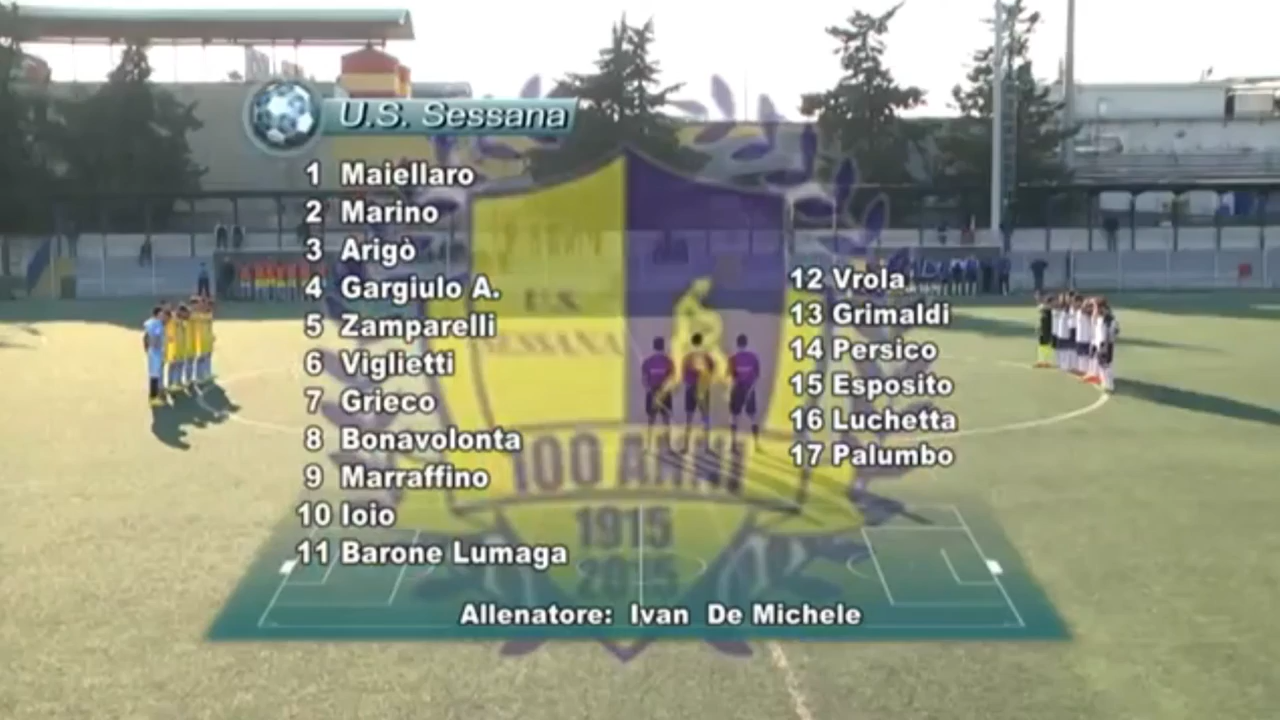 U.S. Sessana
1 Maiellaro
2 Marino
3 Arigò
4 Gargiulo A.
5 Zamparelli
6 Viglietti
7 Grieco
8 Bonavolonta
9 Marraffino
10 Ioio
11 Barone Lumaga
12 Vrola
13 Grimaldi
14 Persico
15 Esposito
16 Luchetta
17 Palumbo
U.S.
SESSANA
100 ANNI
1915
2015
Allenatore: Ivan De Michele